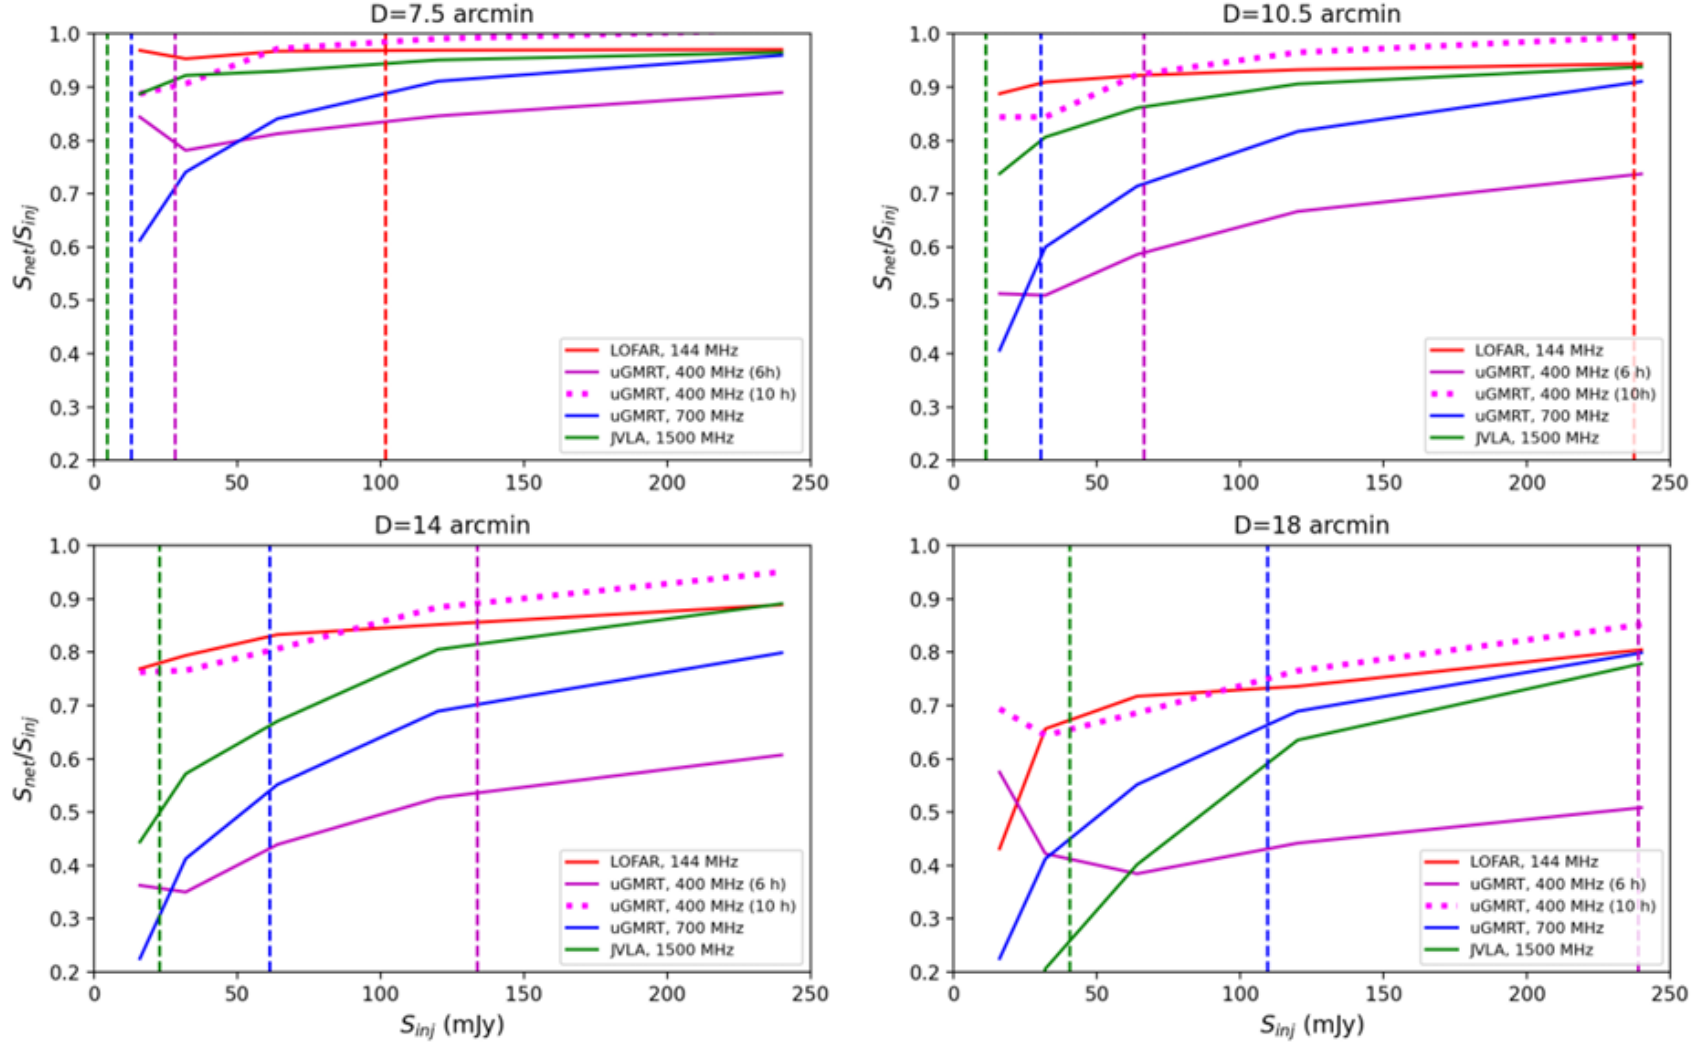 D=7.5 arcmin
1.0
0.9
0.8
0.7
0.6
0.5
0.4
0.3
0.2
S_net/S_inj
LOFAR, 144 MHz
uGMRT, 400 MHz (6h)
uGMRT, 400 MHz (10 h)
uGMRT, 700 MHz
JVLA, 1500 MHz
0 50 100 150 200 250
D=10.5 arcmin
1.0
0.9
0.8
0.7
0.6
0.5
0.4
0.3
0.2
S_net/S_inj
LOFAR, 144 MHz
uGMRT, 400 MHz (6 h)
uGMRT, 400 MHz (10h)
uGMRT, 700 MHz
JVLA, 1500 MHz
0 50 100 150 200 250
D=14 arcmin
1.0
0.9
0.8
0.7
0.6
0.5
0.4
0.3
0.2
S_net/S_inj
LOFAR, 144 MHz
uGMRT, 400 MHz (6 h)
uGMRT, 400 MHz (10 h)
uGMRT, 700 MHz
JVLA, 1500 MHz
0 50 100 150 200 250
S_inj (mJy)
D=18 arcmin
1.0
0.9
0.8
0.7
0.6
0.5
0.4
0.3
0.2
LOFAR, 144 MHz
uGMRT, 400 MHz (6 h)
uGMRT, 400 MHz (10 h)
uGMRT, 700 MHz
JVLA, 1500 MHz
0 50 100 150 200 250
S_inj (mJy)